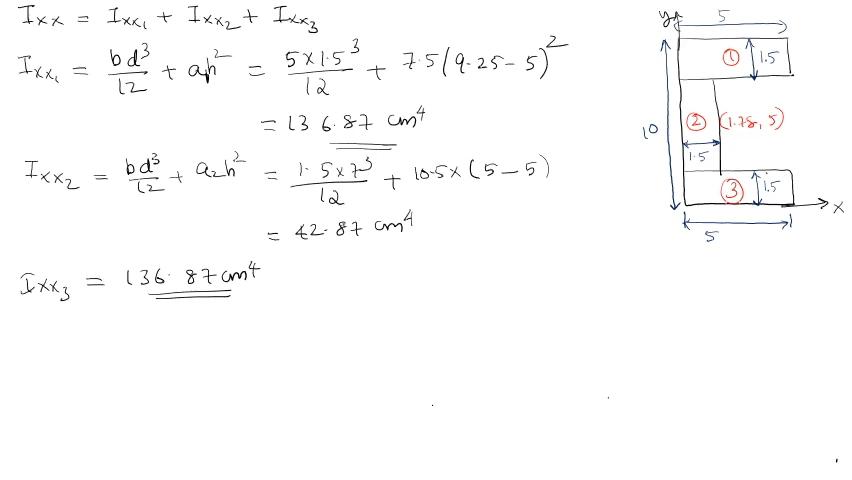 Ixx = Ixx₁ + Ixx₂ + Ixx₃
Ixx₁ = bd³/12 + ah² = 5×1.5³/12 + 7.5(9.25-5)²
= 136.87 cm⁴
Ixx₂ = bd³/12 + a₂h² = 1.5×7³/12 + 10.5×(5-5)
= 42.87 cm⁴
Ixx₃ = 136.87 cm⁴
y
5
① 1.5
10
② (1.78, 5)
1.5
③ 1.5
x
5